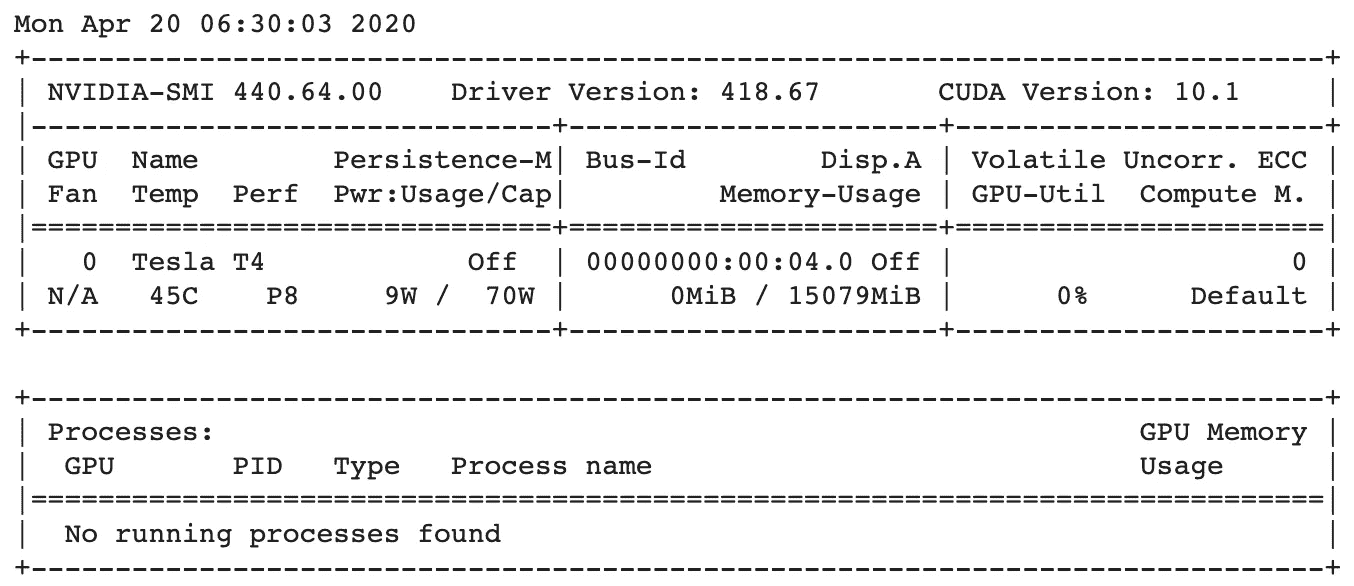 Mon Apr 20 06:30:03 2020
+-----------------------------------------------------------------------------+
| NVIDIA-SMI 440.64.00    Driver Version: 418.67       CUDA Version: 10.1     |
|-------------------------------+----------------------+----------------------+
| GPU  Name        Persistence-M| Bus-Id        Disp.A | Volatile Uncorr. ECC |
| Fan  Temp  Perf  Pwr:Usage/Cap|         Memory-Usage | GPU-Util  Compute M. |
|===============================+======================+======================|
|   0  Tesla T4            Off  | 00000000:00:04.0 Off |                    0 |
| N/A   45C    P8     9W /  70W |      0MiB / 15079MiB |      0%      Default |
+-------------------------------+----------------------+----------------------+

+-----------------------------------------------------------------------------+
| Processes:                                                       GPU Memory |
|  GPU       PID   Type   Process name                             Usage      |
|=============================================================================|
|  No running processes found                                                 |
+-----------------------------------------------------------------------------+